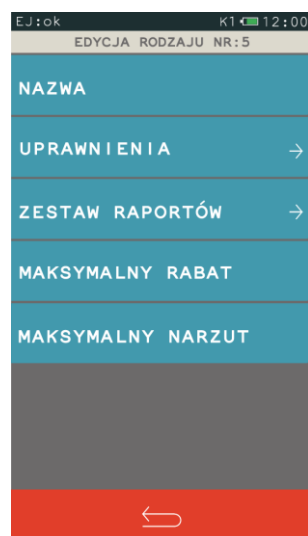 EJ:ok K1 12:00
EDYCJA RODZAJU NR:5
NAZWA
UPRAWNIENIA
ZESTAW RAPORTÓW
MAKSYMALNY RABAT
MAKSYMALNY NARZUT